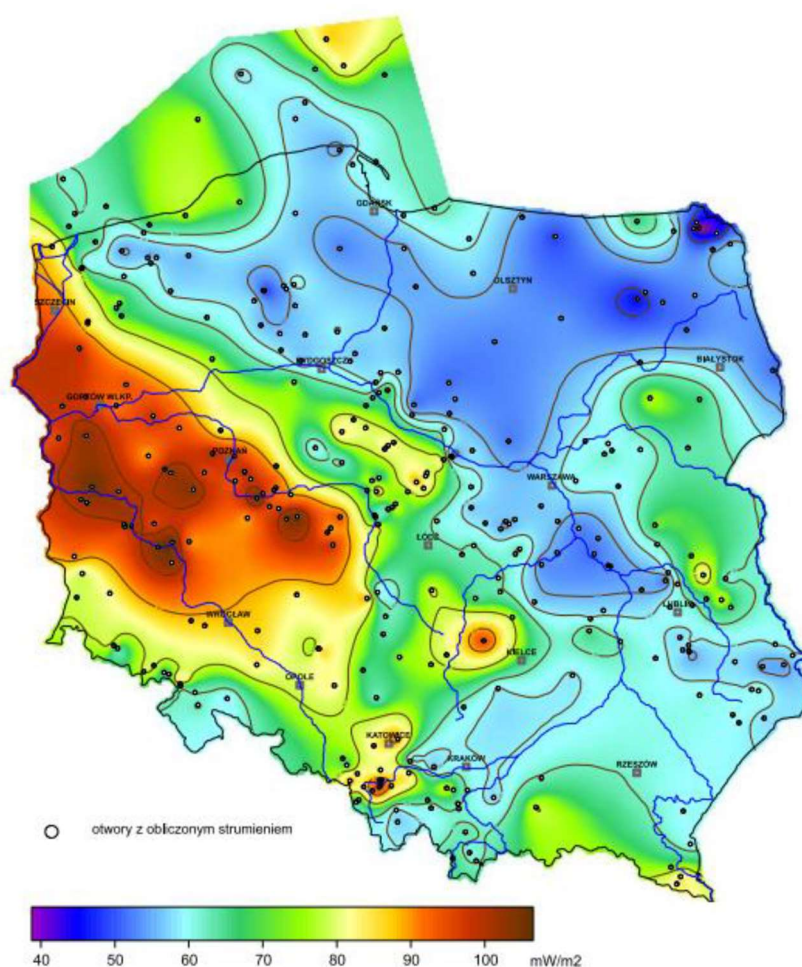 GDAŃSK
OLSZTYN
SZCZECIN
BIAŁYSTOK
BYDGOSZCZ
GORZÓW WLKP.
POZNAŃ
WARSZAWA
ŁÓDŹ
LUBLI
WROCŁAW
KIELCE
OPOLE
KATOWICE
KRAKÓW
RZESZÓW
otwory z obliczonym strumieniem
40 50 60 70 80 90 100 mW/m2